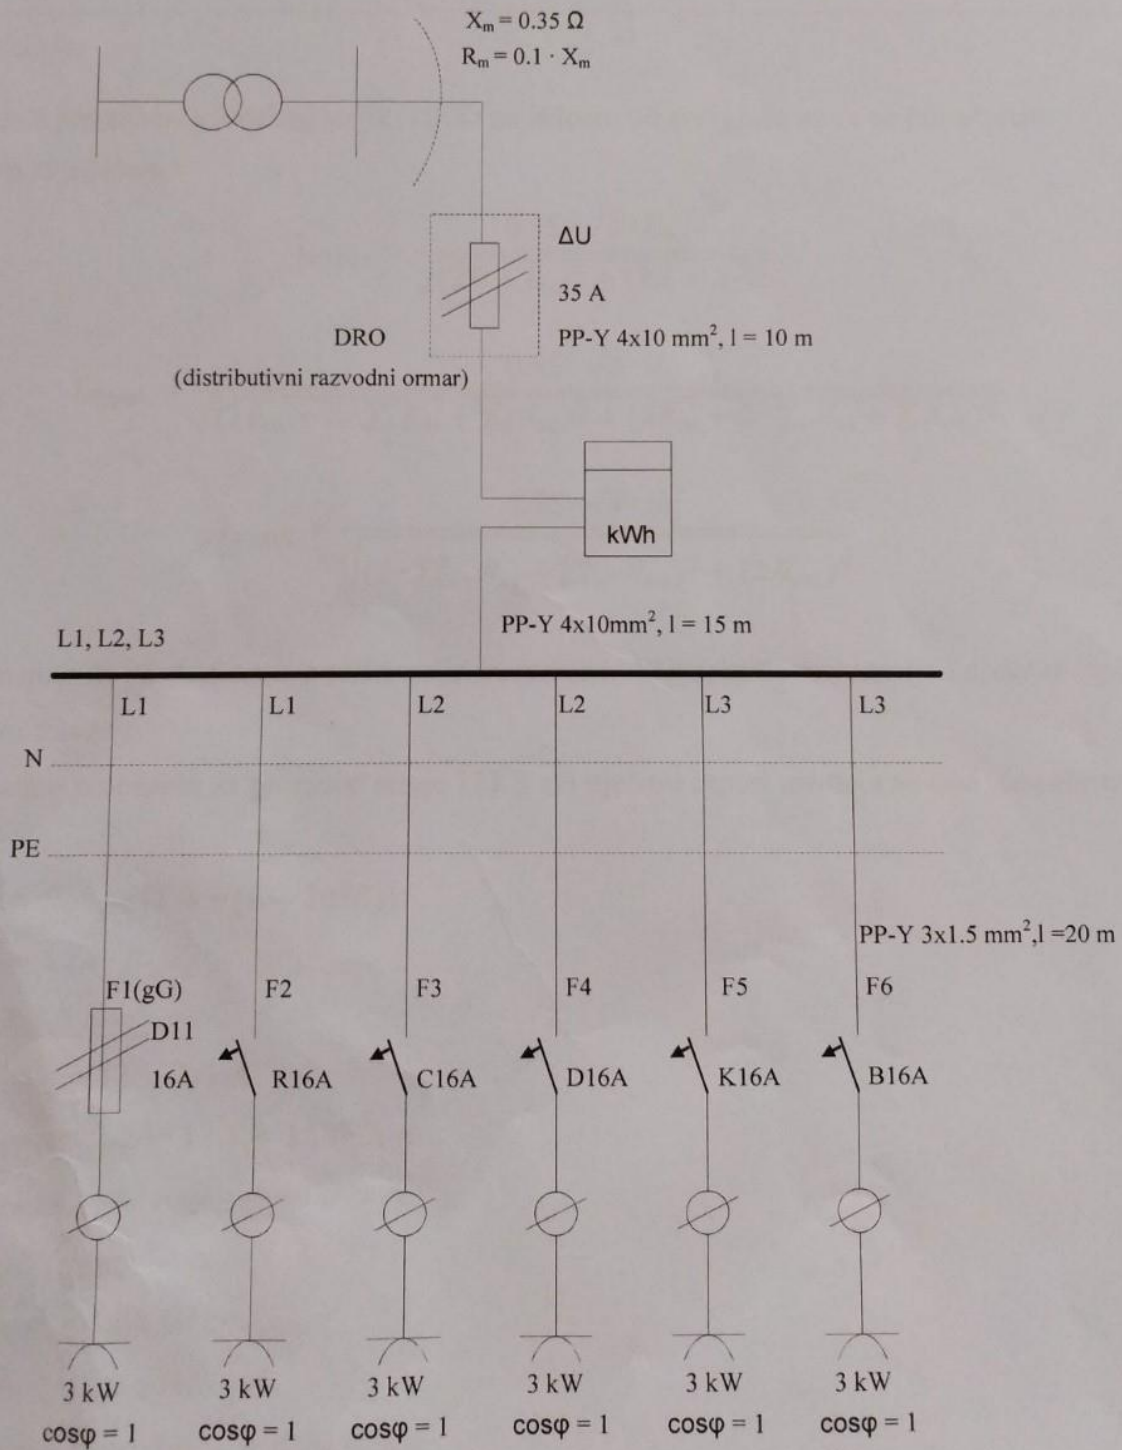 Xm = 0.35 Ω
Rm = 0.1 · Xm
ΔU
35 A
DRO
PP-Y 4x10 mm², l = 10 m
(distributivni razvodni ormar)
kWh
PP-Y 4x10mm², l = 15 m
L1, L2, L3
L1 L1 L2 L2 L3 L3
N
PE
PP-Y 3x1.5 mm²,l =20 m
F1(gG) F2 F3 F4 F5 F6
D11
16A R16A C16A D16A K16A B16A
3 kW 3 kW 3 kW 3 kW 3 kW 3 kW
cosφ = 1 cosφ = 1 cosφ = 1 cosφ = 1 cosφ = 1 cosφ = 1